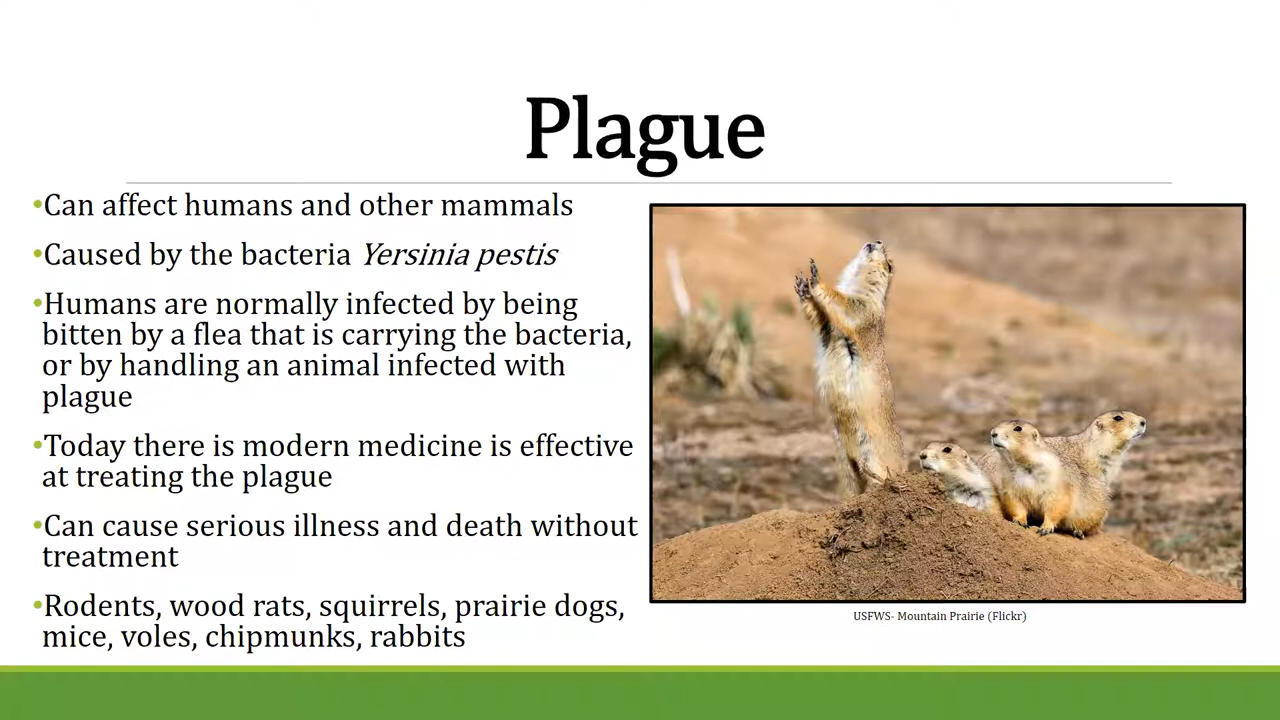 Plague
•Can affect humans and other mammals
•Caused by the bacteria Yersinia pestis
•Humans are normally infected by being
bitten by a flea that is carrying the bacteria,
or by handling an animal infected with
plague
•Today there is modern medicine is effective
at treating the plague
•Can cause serious illness and death without
treatment
•Rodents, wood rats, squirrels, prairie dogs,
mice, voles, chipmunks, rabbits
USFWS- Mountain Prairie (Flickr)